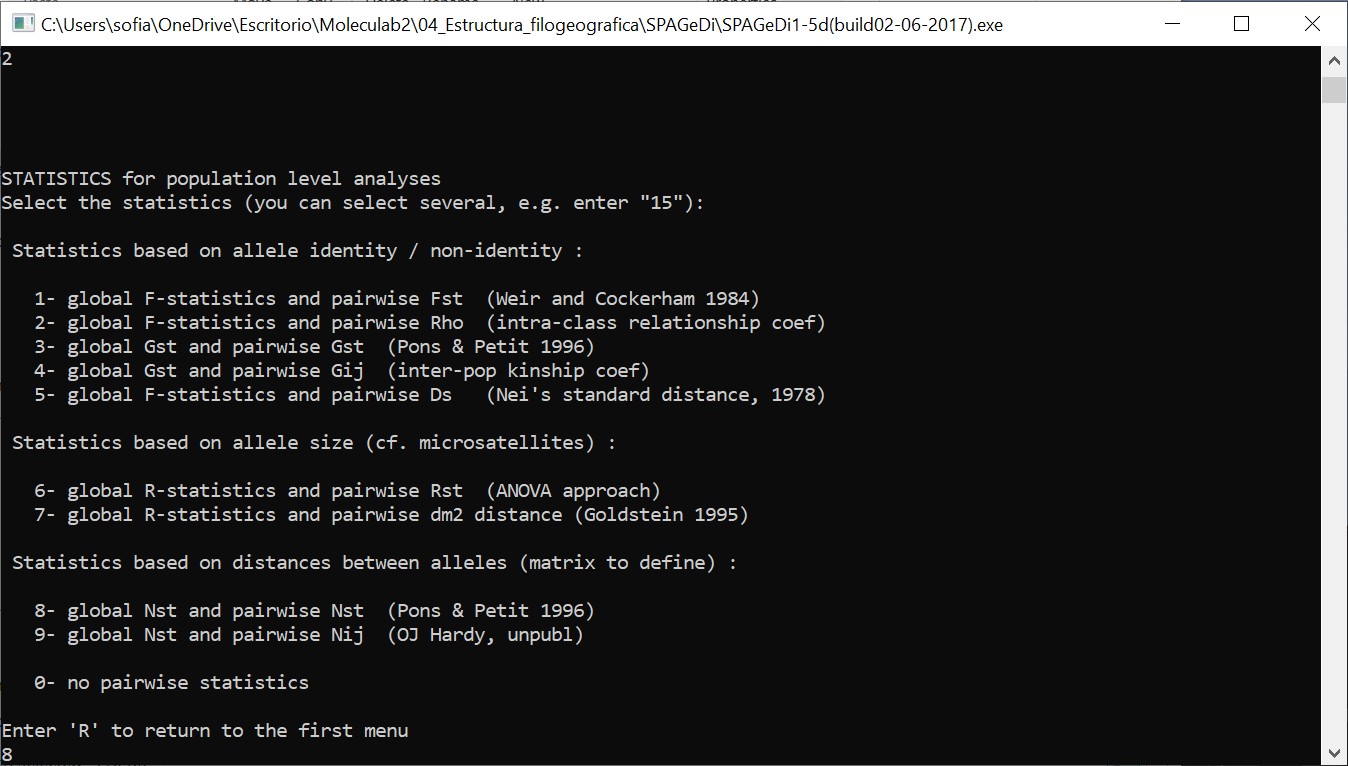 C:\Users\sofia\OneDrive\Escritorio\Moleculab2\04_Estructura_filogeografica\SPAGeDi\SPAGeDi1-5d(build02-06-2017).exe
2
STATISTICS for population level analyses
Select the statistics (you can select several, e.g. enter "15"):
Statistics based on allele identity / non-identity :
1- global F-statistics and pairwise Fst  (Weir and Cockerham 1984)
2- global F-statistics and pairwise Rho  (intra-class relationship coef)
3- global Gst and pairwise Gst  (Pons & Petit 1996)
4- global Gst and pairwise Gij  (inter-pop kinship coef)
5- global F-statistics and pairwise Ds   (Nei's standard distance, 1978)
Statistics based on allele size (cf. microsatellites) :
6- global R-statistics and pairwise Rst  (ANOVA approach)
7- global R-statistics and pairwise dm2 distance (Goldstein 1995)
Statistics based on distances between alleles (matrix to define) :
8- global Nst and pairwise Nst  (Pons & Petit 1996)
9- global Nst and pairwise Nij  (OJ Hardy, unpubl)
0- no pairwise statistics
Enter 'R' to return to the first menu
8